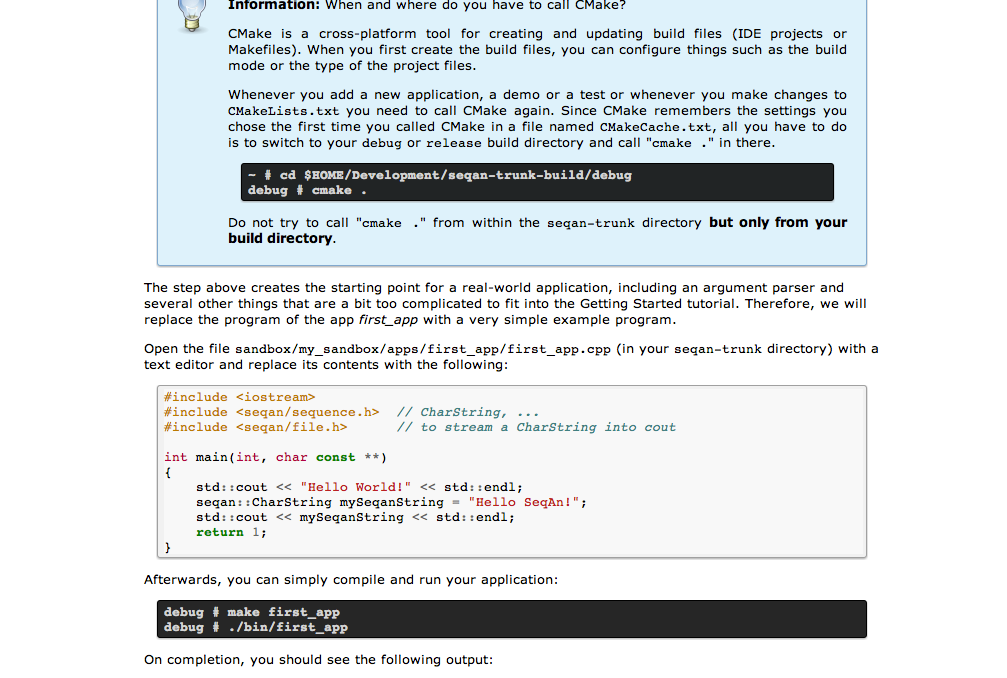 Information: When and where do you have to call CMake?
CMake is a cross-platform tool for creating and updating build files (IDE projects or
Makefiles). When you first create the build files, you can configure things such as the build
mode or the type of the project files.
Whenever you add a new application, a demo or a test or whenever you make changes to
CMakeLists.txt you need to call CMake again. Since CMake remembers the settings you
chose the first time you called CMake in a file named CMakeCache.txt, all you have to do
is to switch to your debug or release build directory and call "cmake ." in there.
~ # cd $HOME/Development/seqan-trunk-build/debug
debug # cmake .
Do not try to call "cmake ." from within the seqan-trunk directory but only from your
build directory.
The step above creates the starting point for a real-world application, including an argument parser and
several other things that are a bit too complicated to fit into the Getting Started tutorial. Therefore, we will
replace the program of the app first_app with a very simple example program.
Open the file sandbox/my_sandbox/apps/first_app/first_app.cpp (in your seqan-trunk directory) with a
text editor and replace its contents with the following:
#include <iostream>
#include <seqan/sequence.h>  // CharString, ...
#include <seqan/file.h>      // to stream a CharString into cout
int main(int, char const **)
{
    std::cout << "Hello World!" << std::endl;
    seqan::CharString mySeqanString = "Hello SeqAn!";
    std::cout << mySeqanString << std::endl;
    return 1;
}
Afterwards, you can simply compile and run your application:
debug # make first_app
debug # ./bin/first_app
On completion, you should see the following output: